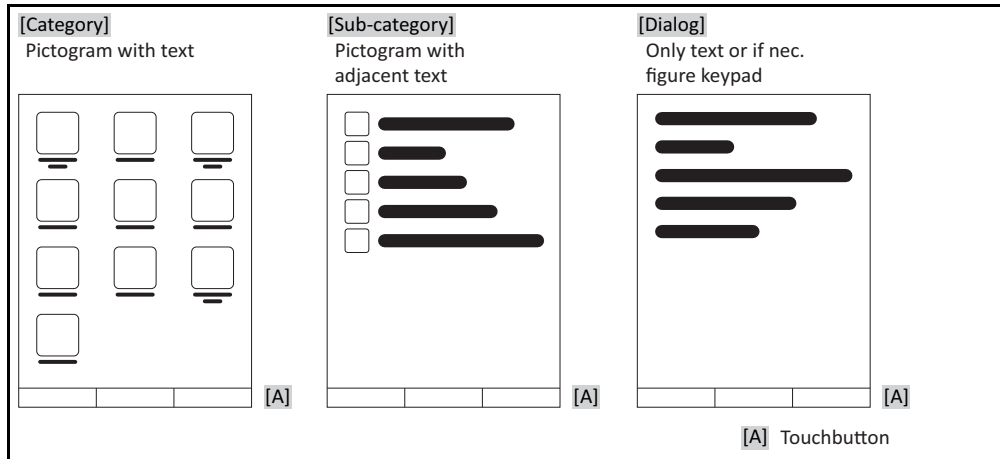 [Category]
Pictogram with text
[Sub-category]
Pictogram with
adjacent text
[Dialog]
Only text or if nec.
figure keypad
[A]
[A]
[A]
[A] Touchbutton